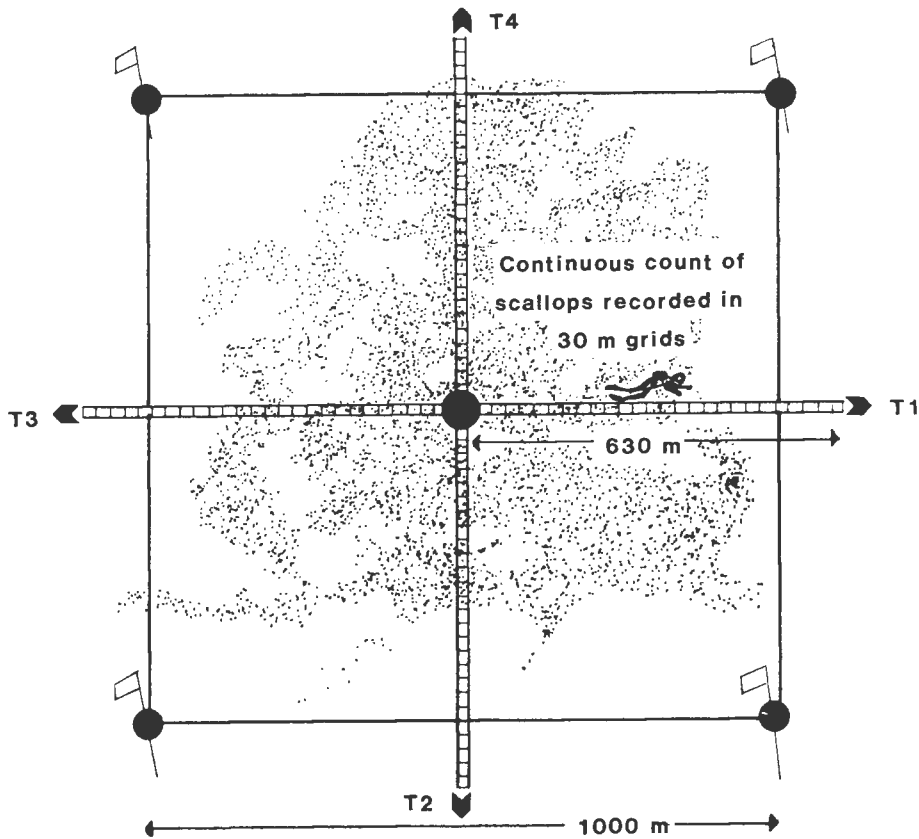 T4
Continuous count of
scallops recorded in
30 m grids
T3
T1
630 m
T2
1000 m